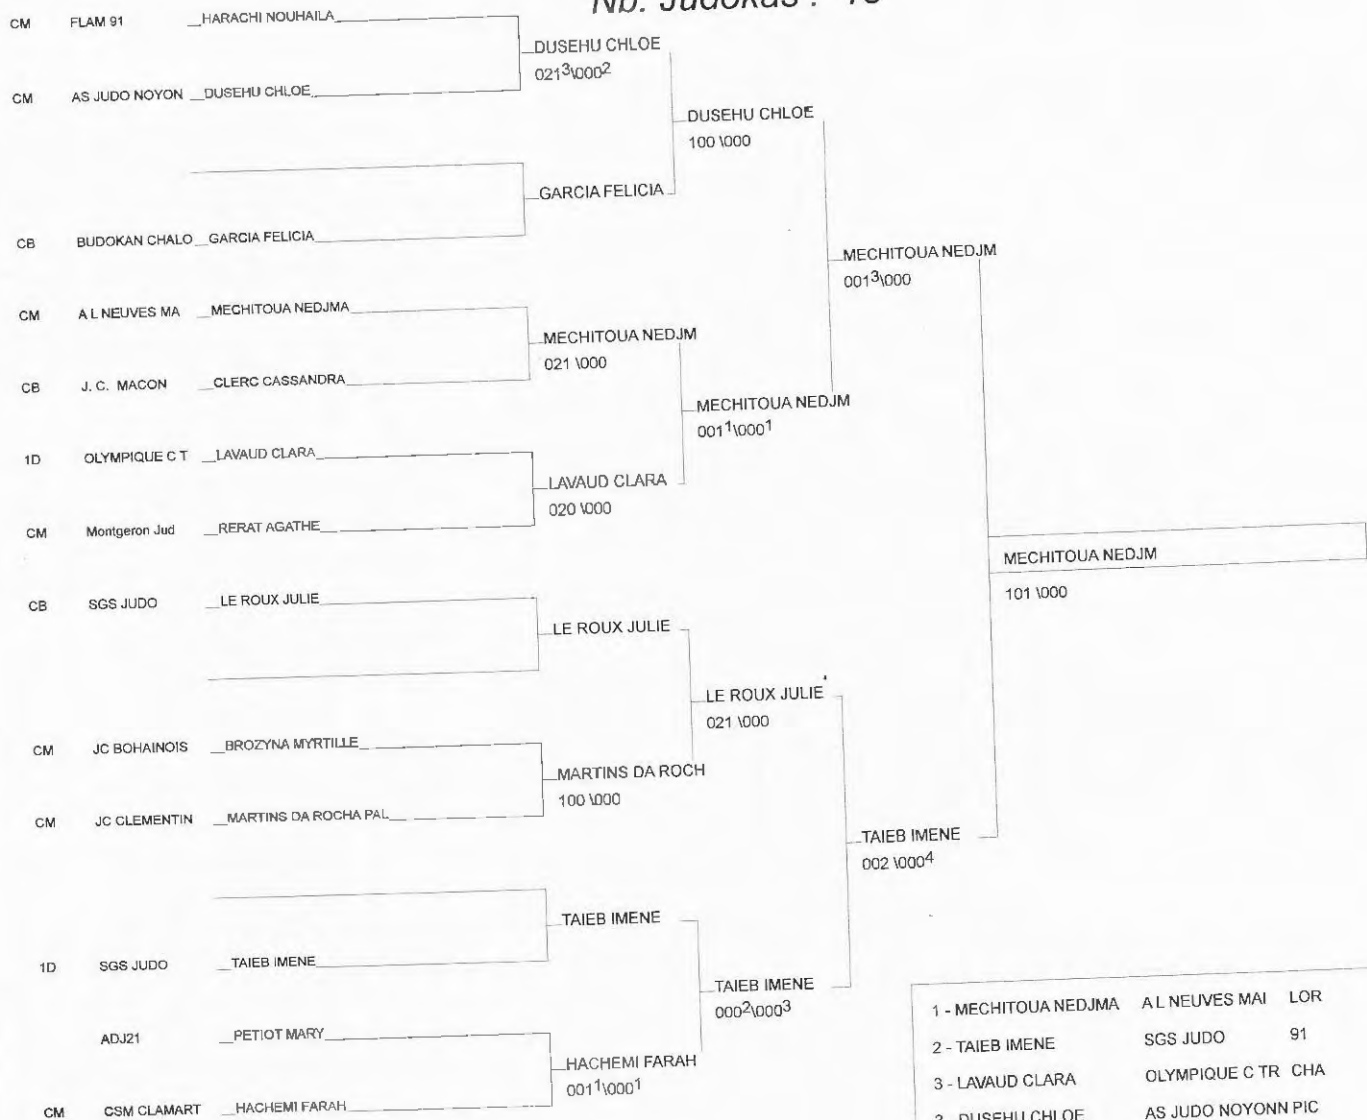 Nb. Judokas :
CM FLAM 91 HARACHI NOUHAILA
DUSEHU CHLOE
021³\000²
CM AS JUDO NOYON DUSEHU CHLOE
DUSEHU CHLOE
100 \000
GARCIA FELICIA
CB BUDOKAN CHALO GARCIA FELICIA
MECHITOUA NEDJM
001³\000
CM A L NEUVES MA MECHITOUA NEDJMA
MECHITOUA NEDJM
021 \000
CB J. C. MACON CLERC CASSANDRA
MECHITOUA NEDJM
001¹\000¹
1D OLYMPIQUE C T LAVAUD CLARA
LAVAUD CLARA
020 \000
CM Montgeron Jud RERAT AGATHE
MECHITOUA NEDJM
101 \000
CB SGS JUDO LE ROUX JULIE
LE ROUX JULIE
LE ROUX JULIE
021 \000
CM JC BOHAINOIS BROZYNA MYRTILLE
MARTINS DA ROCH
100 \000
CM JC CLEMENTIN MARTINS DA ROCHA PAL
TAIEB IMENE
002 \000⁴
TAIEB IMENE
1D SGS JUDO TAIEB IMENE
TAIEB IMENE
000²\000³
ADJ21 PETIOT MARY
HACHEMI FARAH
001¹\000¹
CM CSM CLAMART HACHEMI FARAH
1 - MECHITOUA NEDJMA A L NEUVES MAI LOR
2 - TAIEB IMENE SGS JUDO 91
3 - LAVAUD CLARA OLYMPIQUE C TR CHA
3 - DUSEHU CHLOE AS JUDO NOYONN PIC